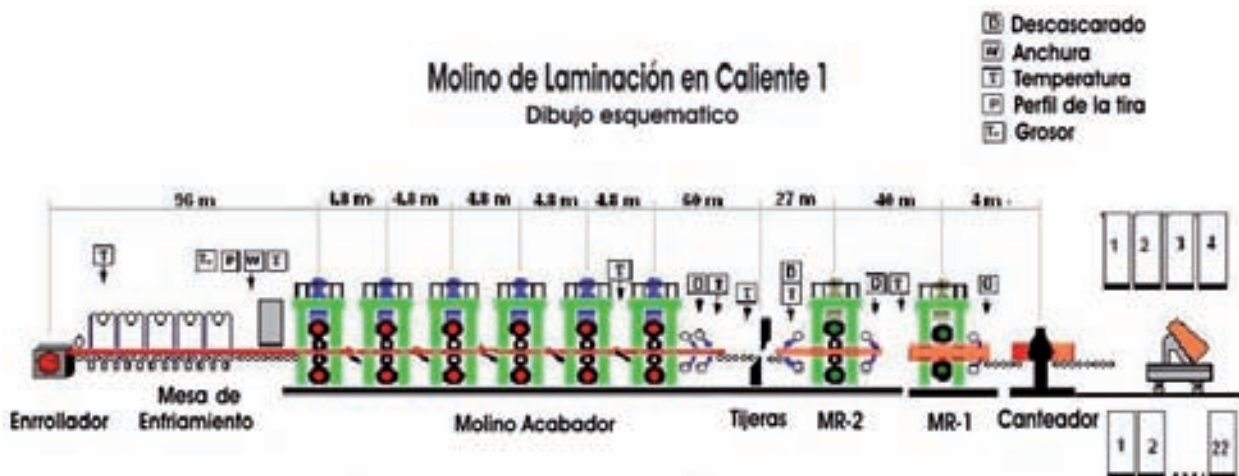 D Descascarado
W Anchura
T Temperatura
P Perfil de la tira
Tₑ Grosor
Molino de Laminación en Caliente 1
Dibujo esquematico
96 m 4.8 m 4.8 m 4.8 m 4.8 m 4.8 m 60 m 27 m 40 m 4 m
1 2 3 4
T
P W T
T
D T
T
D
T
D T
D
Enrrollador
Mesa de
Enfriamiento
Molino Acabador
Tijeras
MR-2
MR-1
Canteador
1 2 22